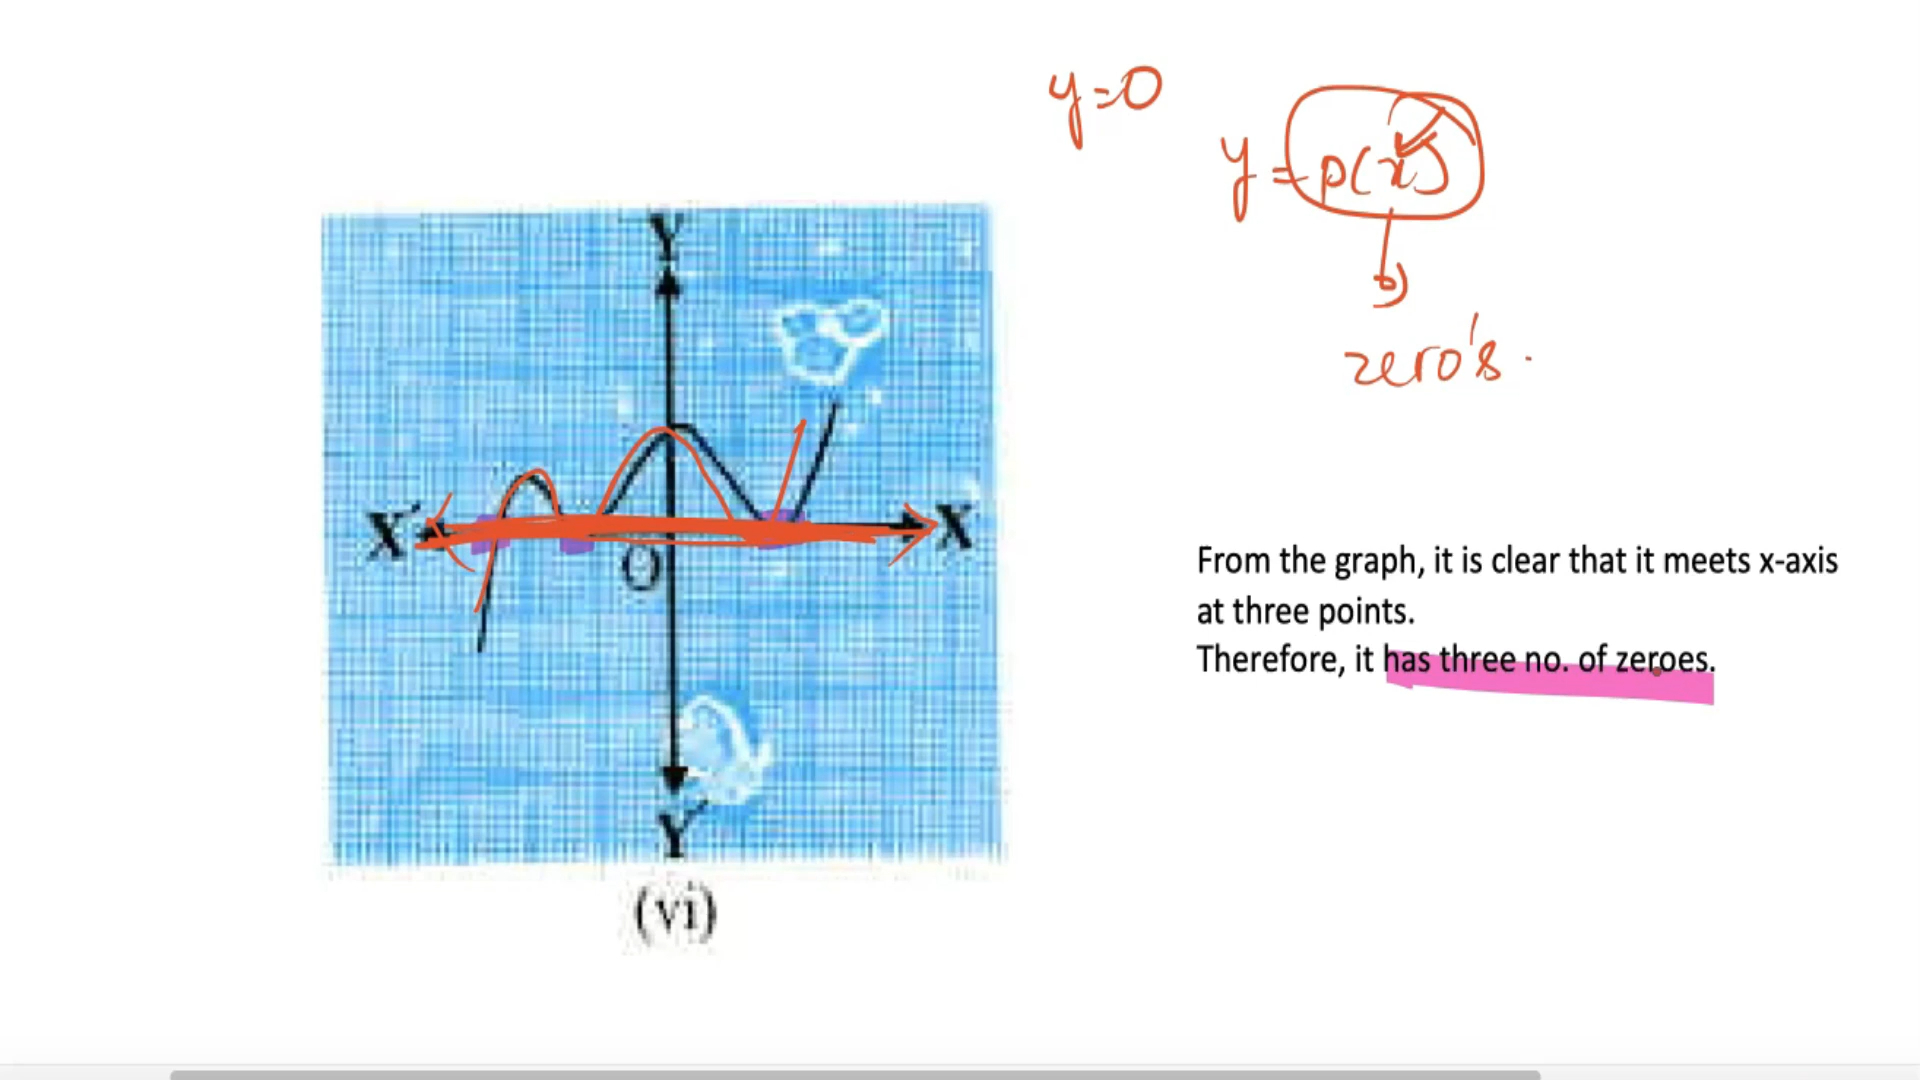 y=0
y = p(x)
zero's.
Y
X'
X
O
Y'
(vi)
From the graph, it is clear that it meets x-axis
at three points.
Therefore, it has three no. of zeroes.